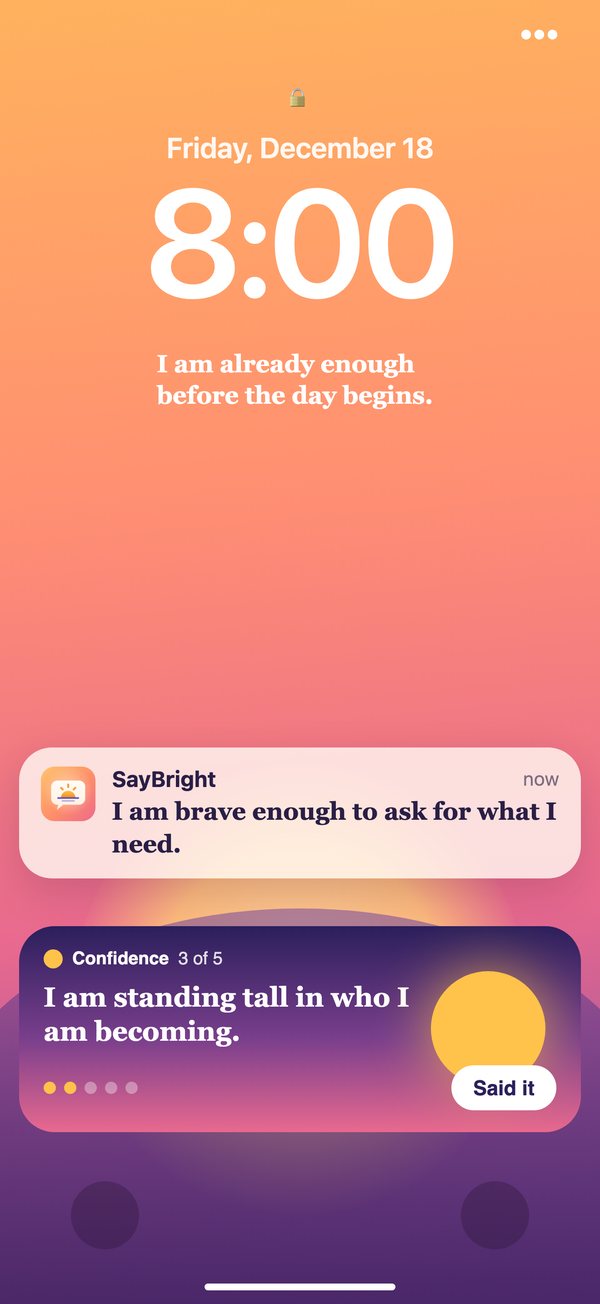 Friday, December 18
8:00
I am already enough
before the day begins.
SayBright
now
I am brave enough to ask for what I
need.
Confidence 3 of 5
I am standing tall in who I
am becoming.
Said it